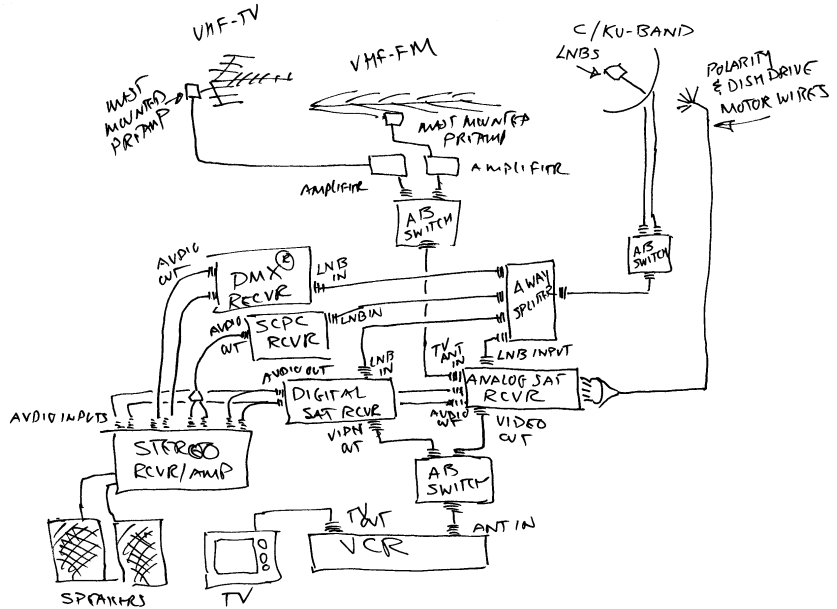 VHF-TV
VHF-FM
C/KU-BAND
LNBS
POLARITY
& DISH DRIVE
MOTOR WIRES
MAST
MOUNTED
PREAMP
MAST MOUNTED
PREAMP
AMPLIFIER
AMPLIFIER
AB
SWITCH
AB
SWITCH
AUDIO
OUT
DMX®
RECVR
LNB
IN
4 WAY
SPLITTER
SCPC
RCVR
LNB IN
AUDIO
OUT
LNB
IN
TV
ANT
IN
LNB INPUT
AUDIO OUT
ANALOG SAT
RCVR
DIGITAL
SAT RCVR
AUDIO
OUT
AUDIO INPUTS
VIDEO
OUT
OUT
STEREO
RCVR/AMP
AB
SWITCH
TV
OUT
ANT IN
VCR
SPEAKERS
TV